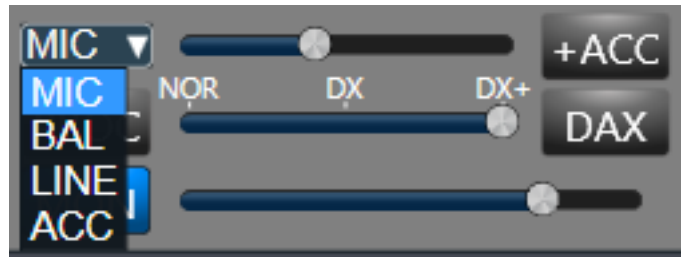 MIC +ACC
MIC NOR DX DX+
BAL DAX
LINE
ACC